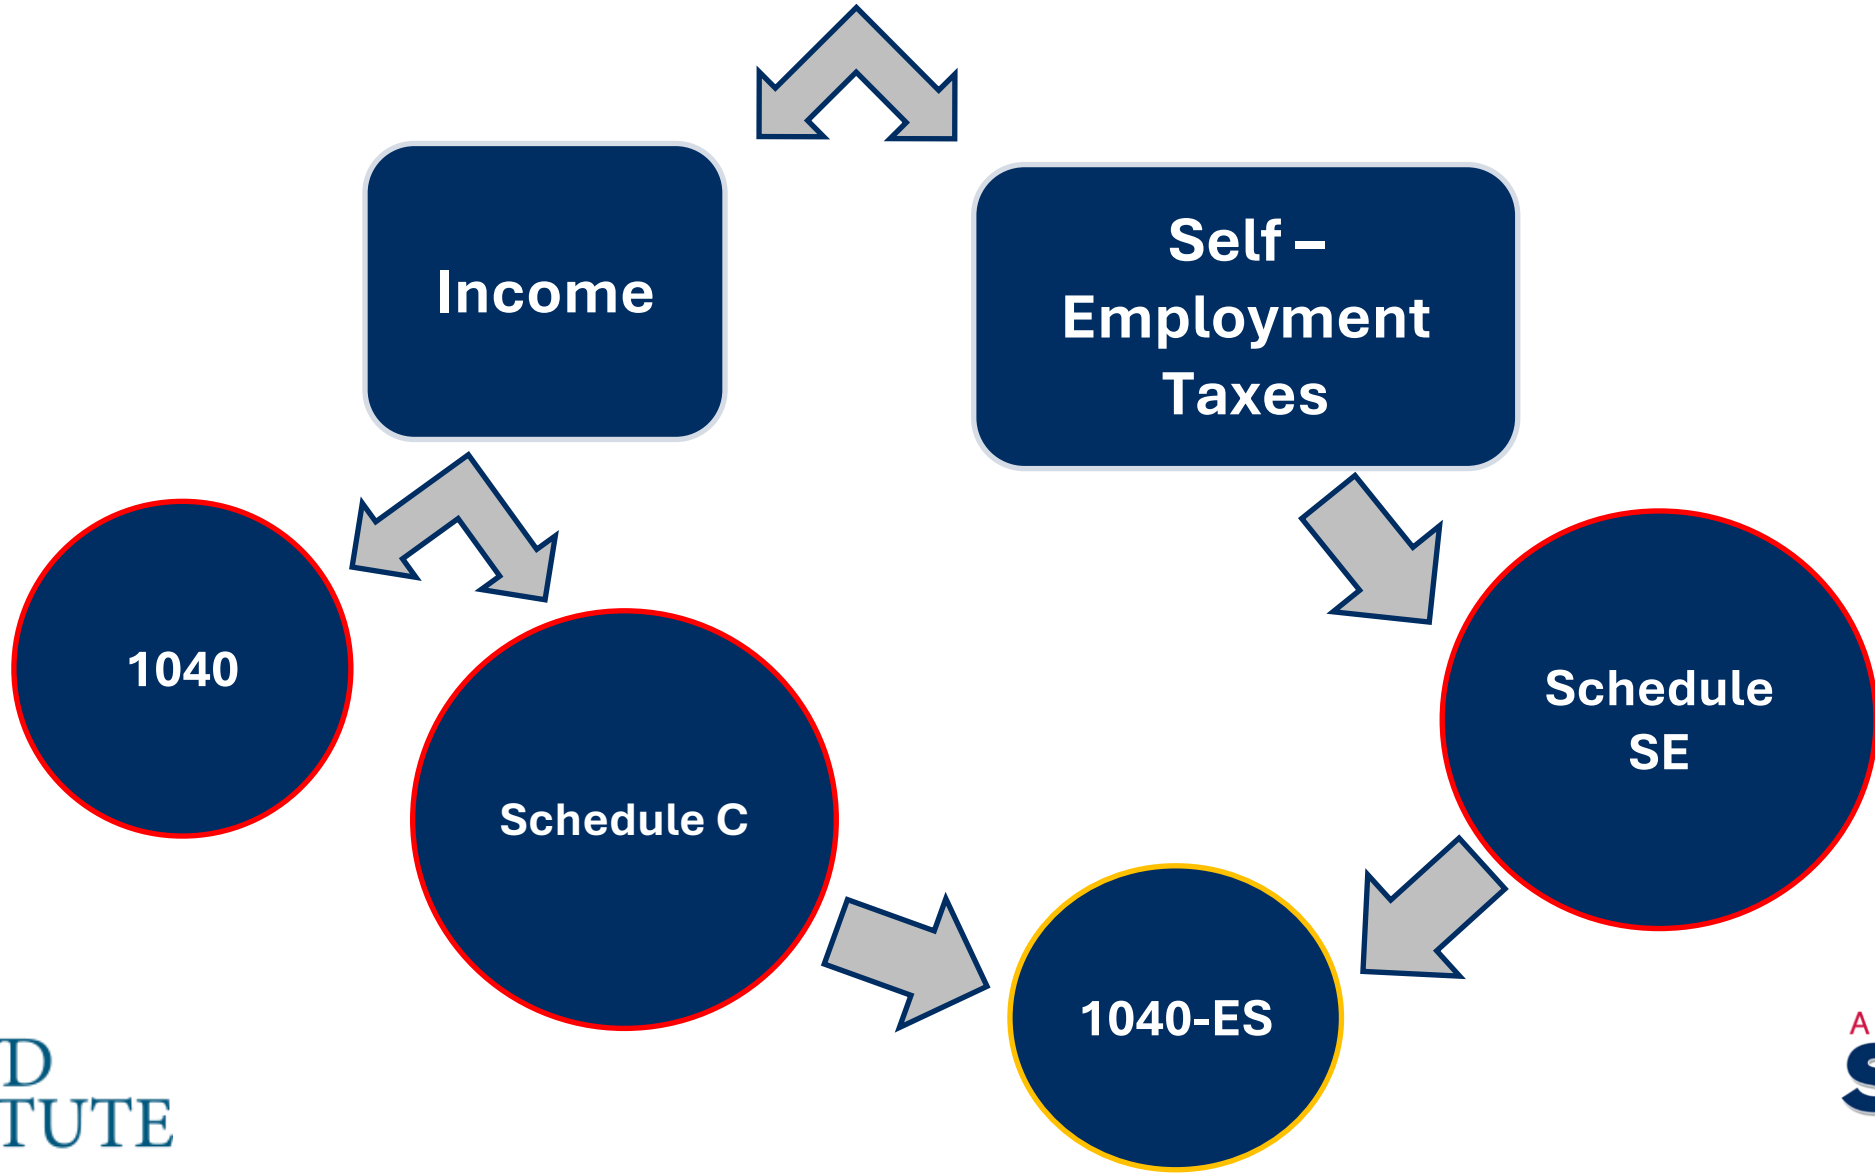 Income
Self –
Employment
Taxes
1040
Schedule C
Schedule
SE
1040-ES
D
TUTE
A
S